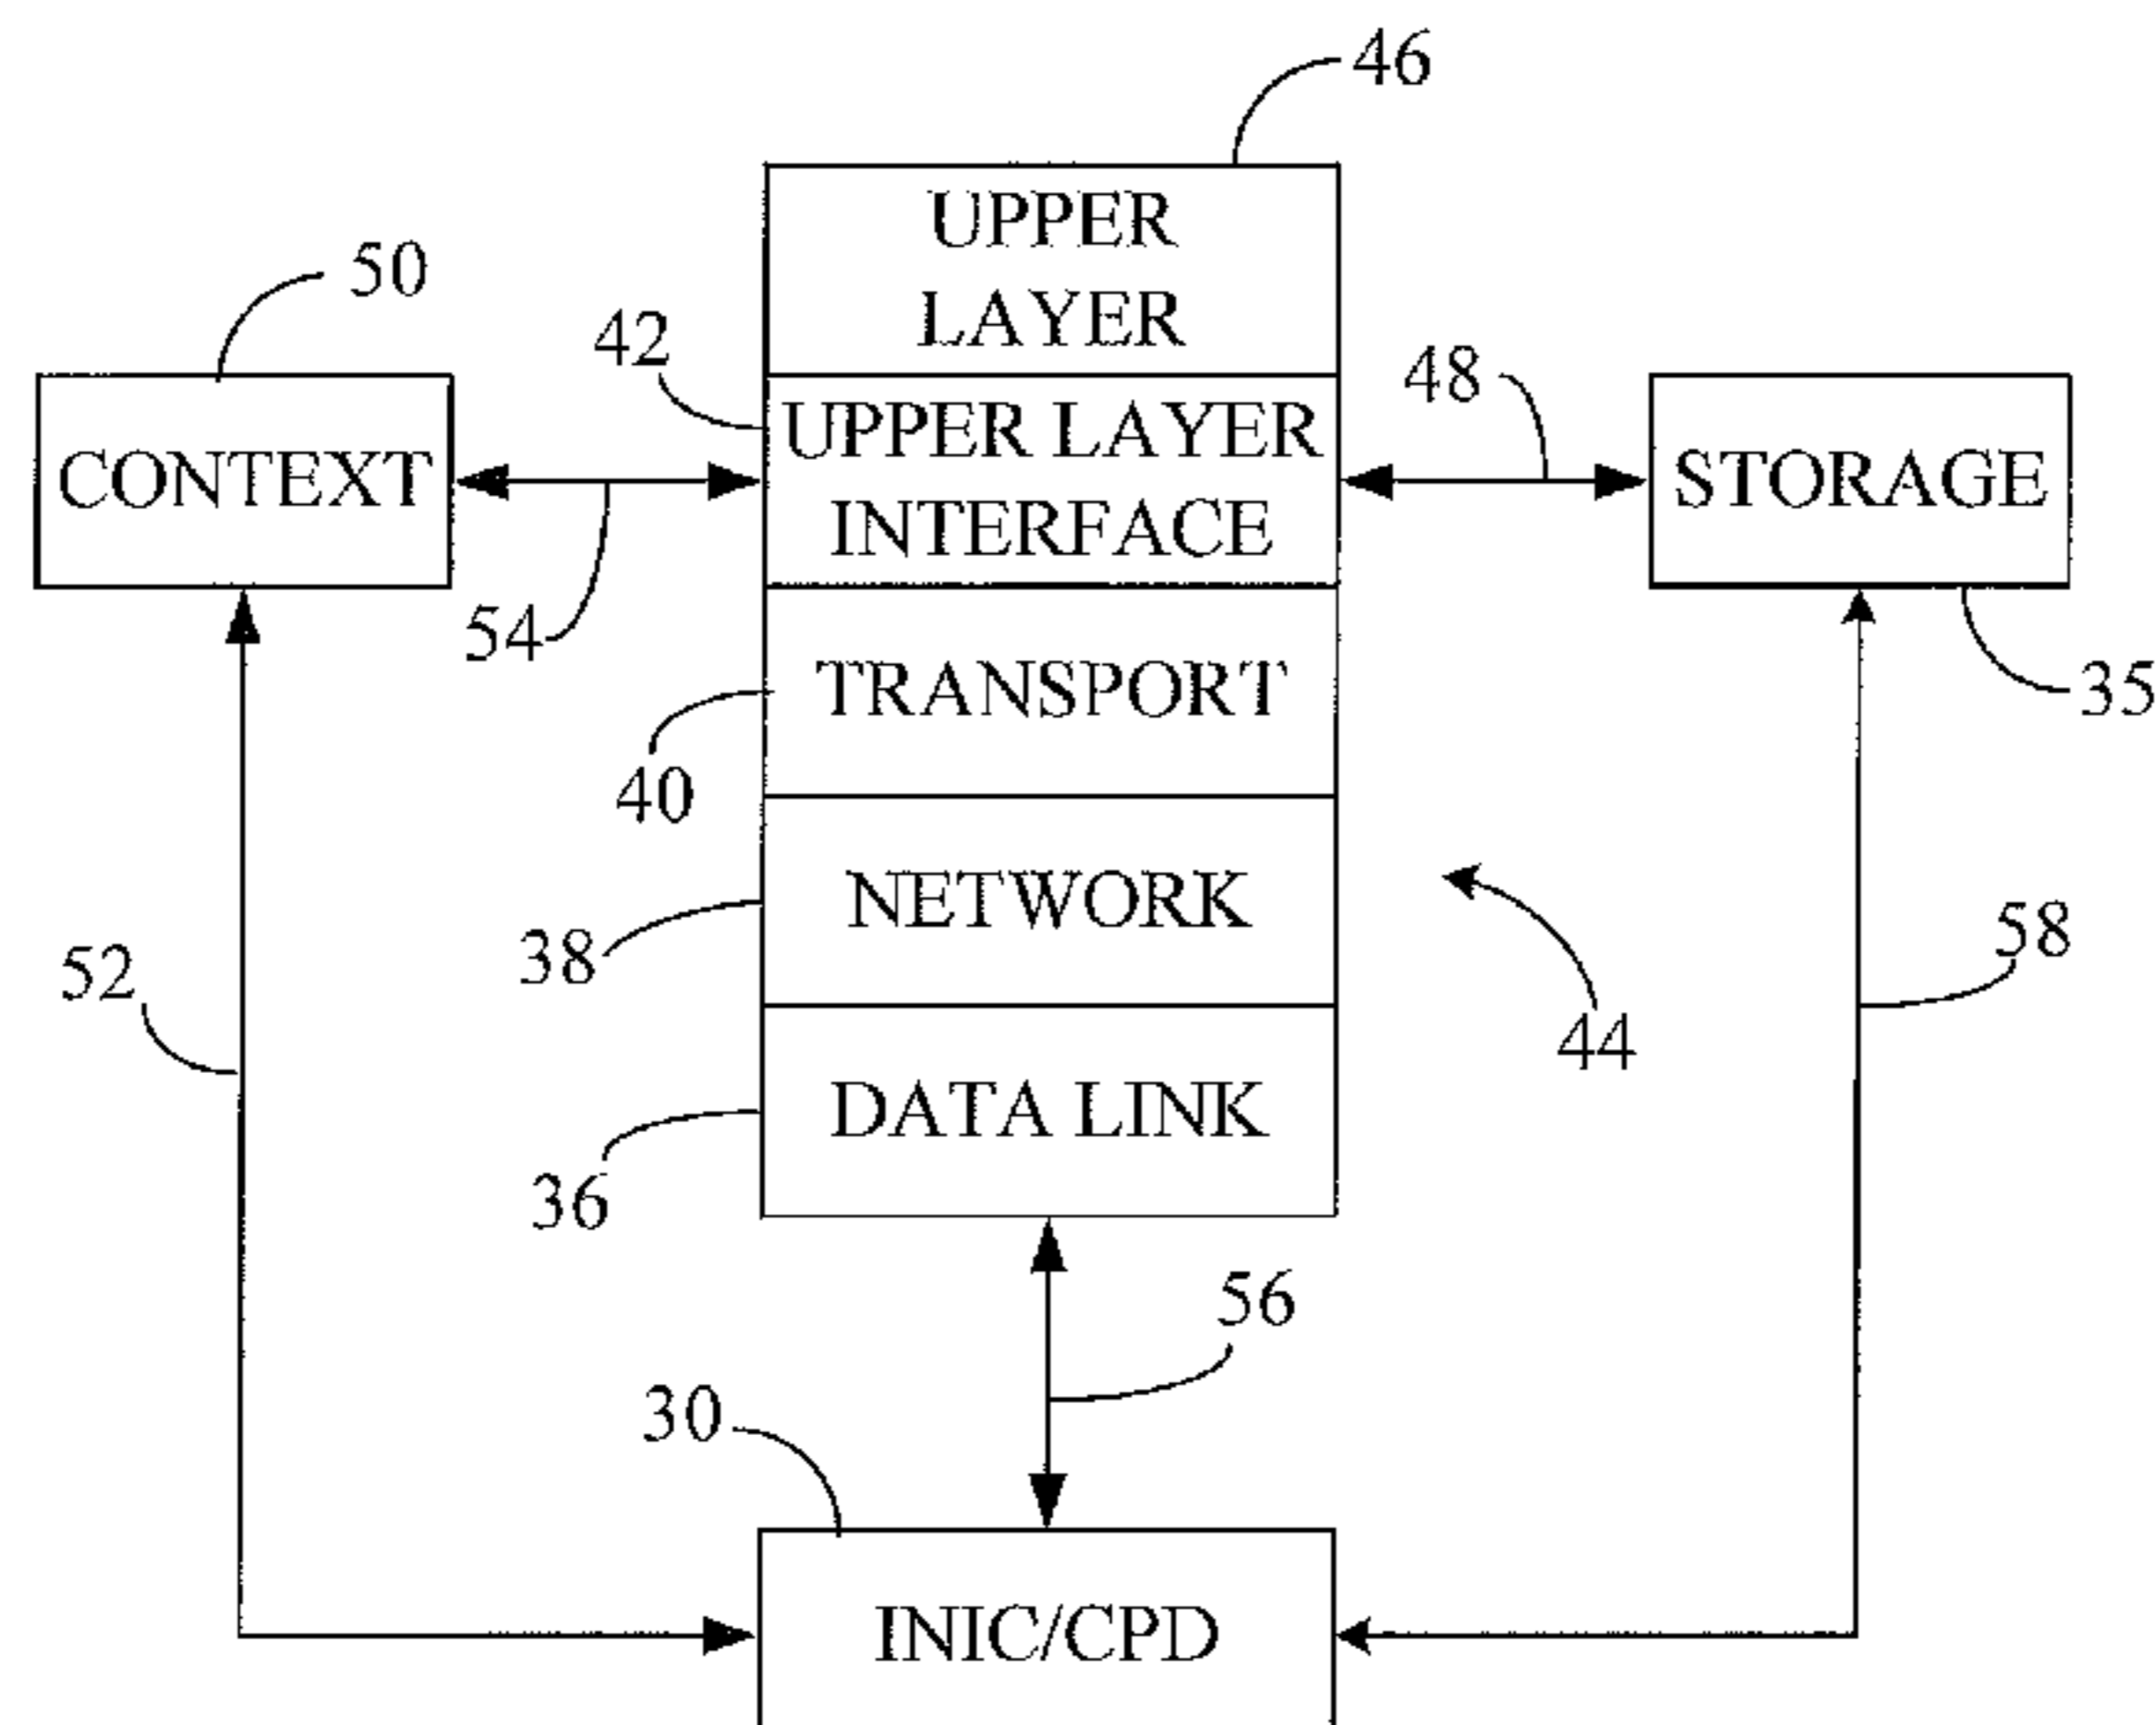 46
UPPER
LAYER
50
42
48
UPPER LAYER
INTERFACE
CONTEXT
STORAGE
54
35
TRANSPORT
40
NETWORK
38
58
52
44
DATA LINK
36
56
30
INIC/CPD